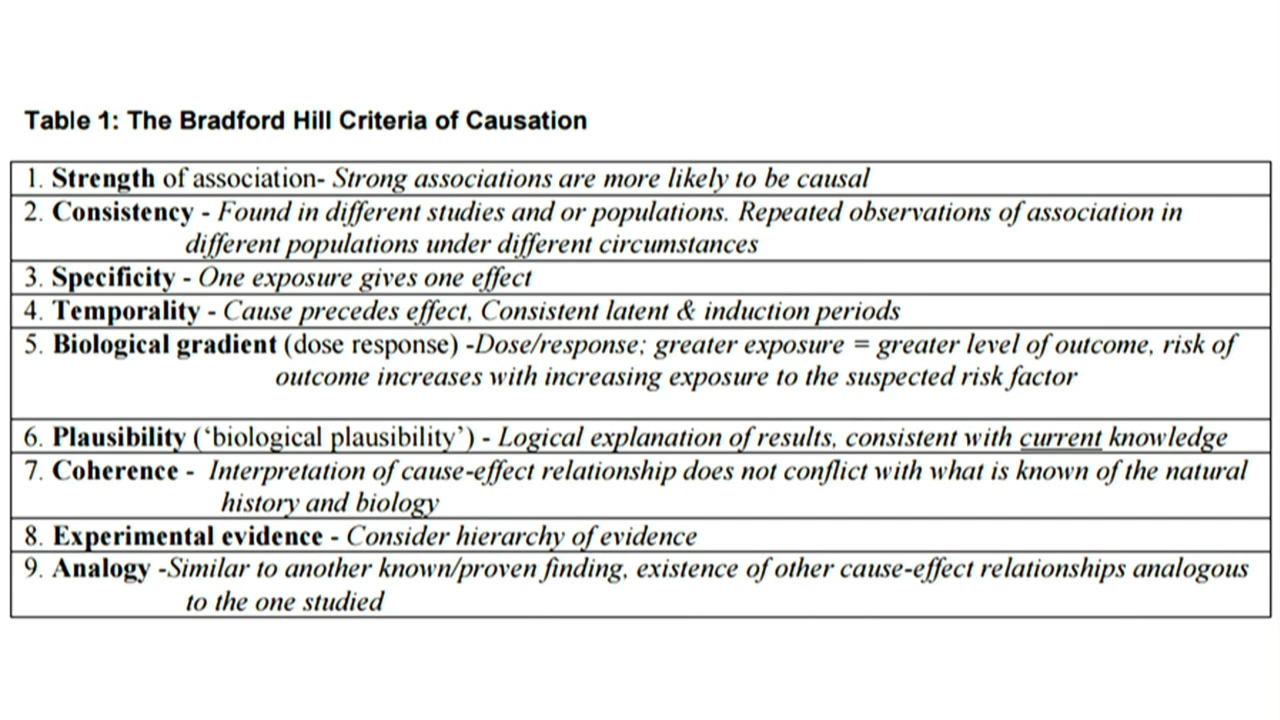 Table 1: The Bradford Hill Criteria of Causation
1. Strength of association- Strong associations are more likely to be causal
2. Consistency - Found in different studies and or populations. Repeated observations of association in
different populations under different circumstances
3. Specificity - One exposure gives one effect
4. Temporality - Cause precedes effect, Consistent latent & induction periods
5. Biological gradient (dose response) -Dose/response; greater exposure = greater level of outcome, risk of
outcome increases with increasing exposure to the suspected risk factor
6. Plausibility (‘biological plausibility’) - Logical explanation of results, consistent with current knowledge
7. Coherence - Interpretation of cause-effect relationship does not conflict with what is known of the natural
history and biology
8. Experimental evidence - Consider hierarchy of evidence
9. Analogy -Similar to another known/proven finding, existence of other cause-effect relationships analogous
to the one studied